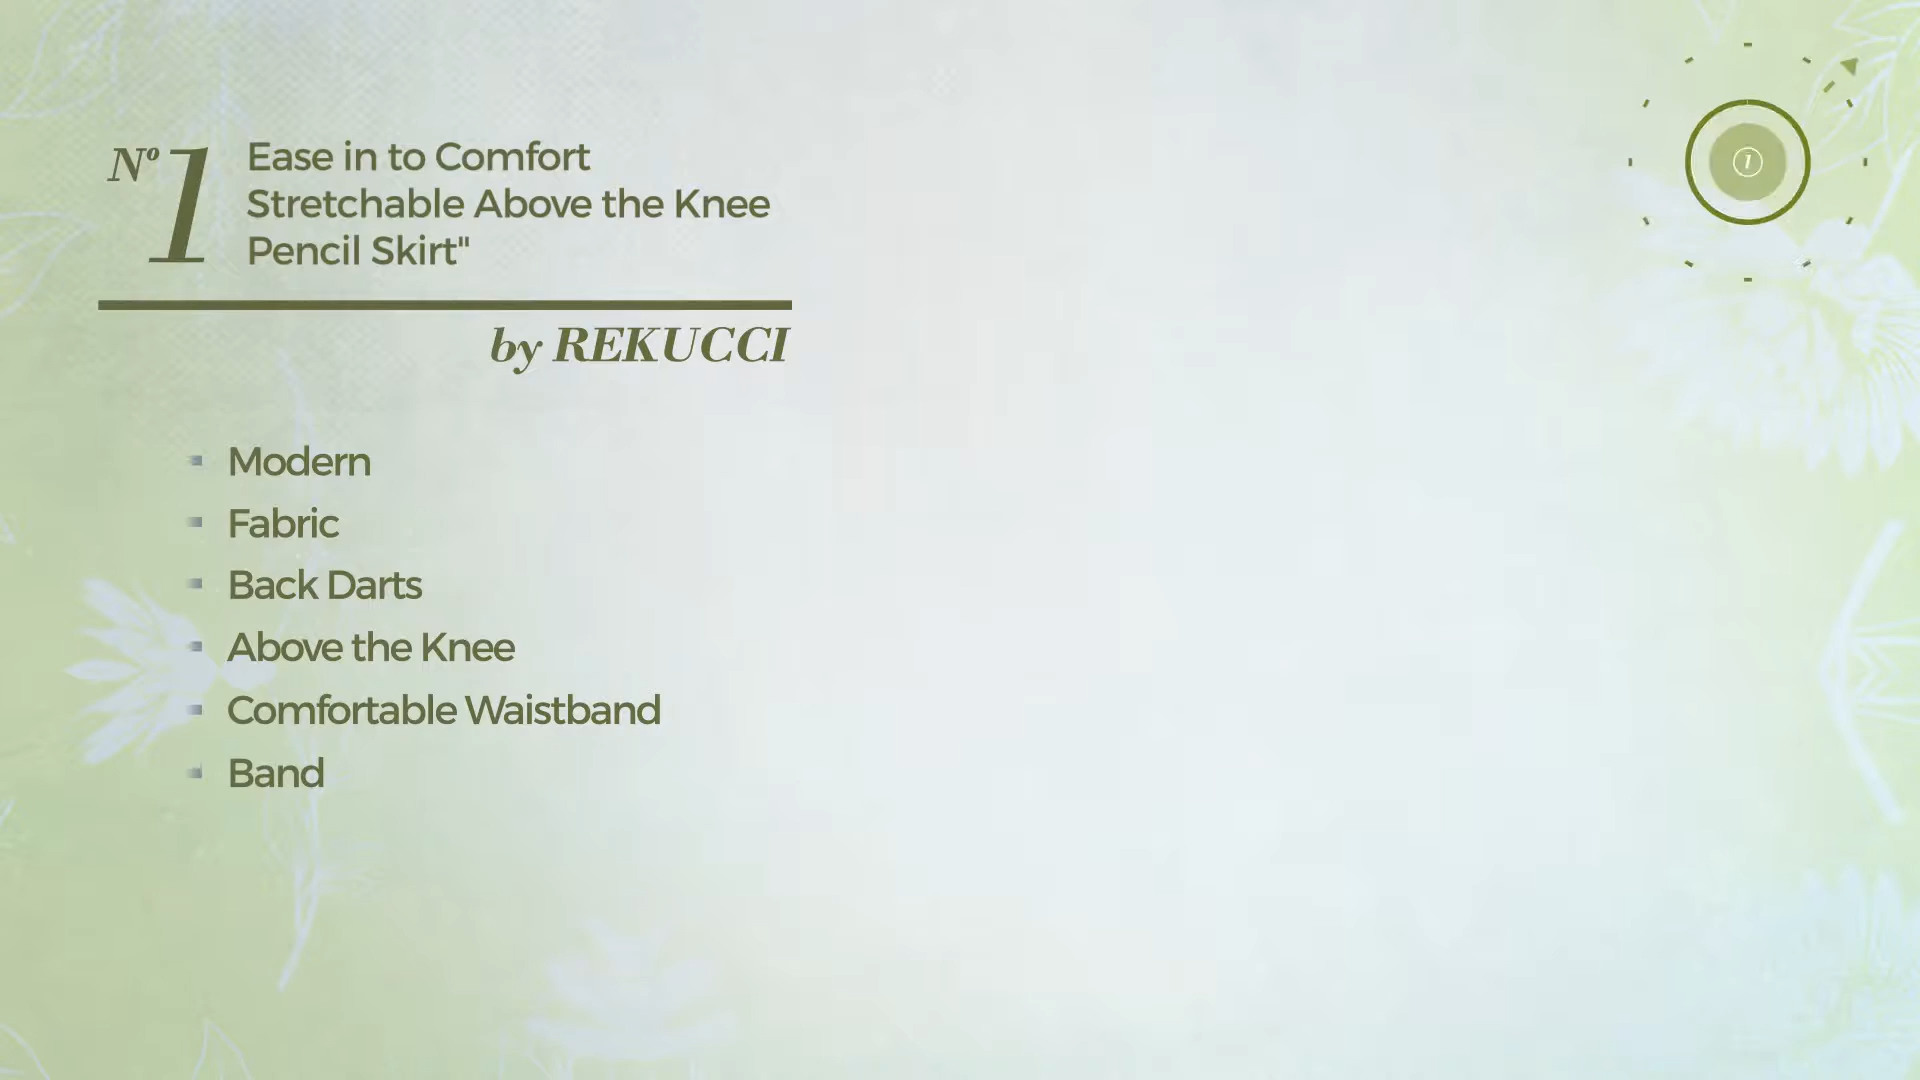 Nº 1
Ease in to Comfort
Stretchable Above the Knee
Pencil Skirt"
by REKUCCI
Modern
Fabric
Back Darts
Above the Knee
Comfortable Waistband
Band
1